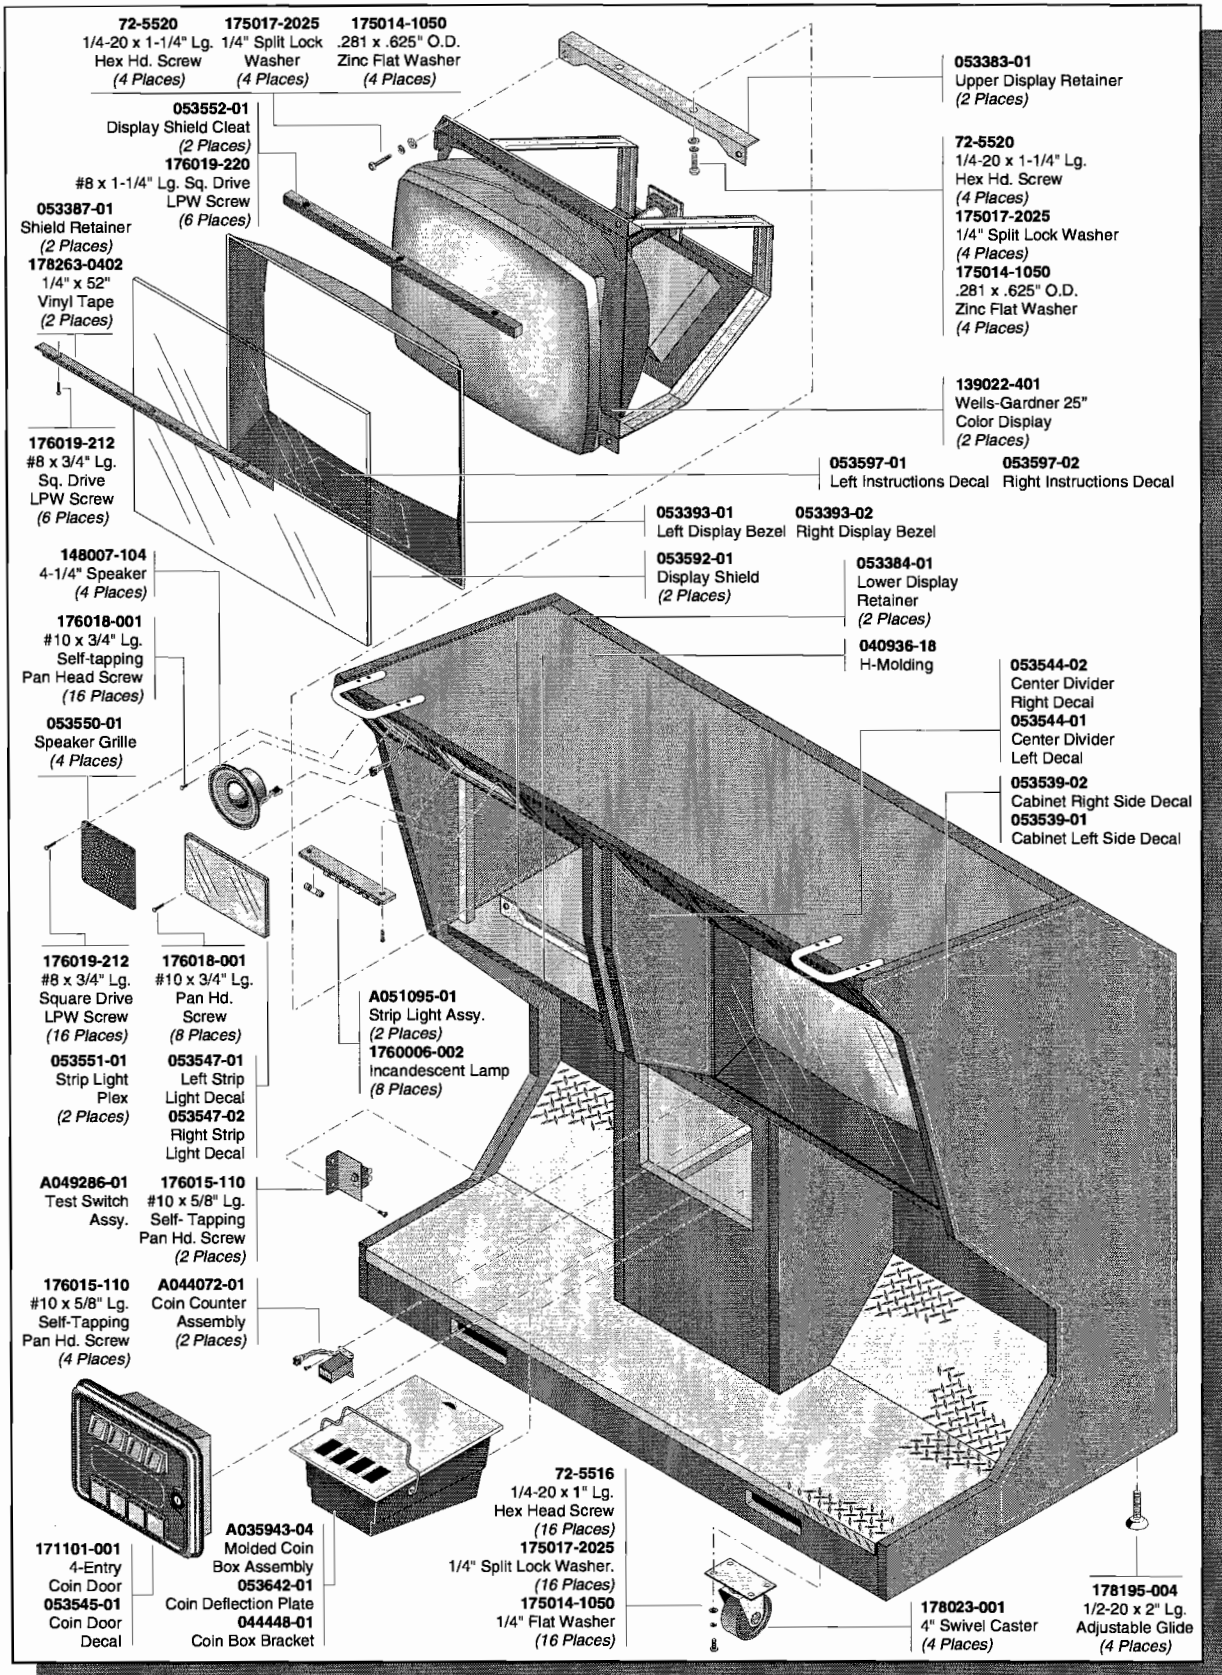 72-5520
1/4-20 x 1-1/4" Lg.
Hex Hd. Screw
(4 Places)
175017-2025
1/4" Split Lock
Washer
(4 Places)
175014-1050
.281 x .625" O.D.
Zinc Flat Washer
(4 Places)
053552-01
Display Shield Cleat
(2 Places)
176019-220
#8 x 1-1/4" Lg. Sq. Drive
LPW Screw
(6 Places)
053387-01
Shield Retainer
(2 Places)
178263-0402
1/4" x 52"
Vinyl Tape
(2 Places)
176019-212
#8 x 3/4" Lg.
Sq. Drive
LPW Screw
(6 Places)
148007-104
4-1/4" Speaker
(4 Places)
176018-001
#10 x 3/4" Lg.
Self-tapping
Pan Head Screw
(16 Places)
053550-01
Speaker Grille
(4 Places)
053383-01
Upper Display Retainer
(2 Places)
72-5520
1/4-20 x 1-1/4" Lg.
Hex Hd. Screw
(4 Places)
175017-2025
1/4" Split Lock Washer
(4 Places)
175014-1050
.281 x .625" O.D.
Zinc Flat Washer
(4 Places)
139022-401
Wells-Gardner 25"
Color Display
(2 Places)
053597-01
Left Instructions Decal
053597-02
Right Instructions Decal
053393-01
Left Display Bezel
053393-02
Right Display Bezel
053592-01
Display Shield
(2 Places)
053384-01
Lower Display
Retainer
(2 Places)
040936-18
H-Molding
053544-02
Center Divider
Right Decal
053544-01
Center Divider
Left Decal
053539-02
Cabinet Right Side Decal
053539-01
Cabinet Left Side Decal
176019-212
#8 x 3/4" Lg.
Square Drive
LPW Screw
(16 Places)
176018-001
#10 x 3/4" Lg.
Pan Hd.
Screw
(8 Places)
A051095-01
Strip Light Assy.
(2 Places)
1760006-002
Incandescent Lamp
(8 Places)
053551-01
Strip Light
Plex
(2 Places)
053547-01
Left Strip
Light Decal
053547-02
Right Strip
Light Decal
A049286-01
Test Switch
Assy.
176015-110
#10 x 5/8" Lg.
Self- Tapping
Pan Hd. Screw
(2 Places)
176015-110
#10 x 5/8" Lg.
Self-Tapping
Pan Hd. Screw
(4 Places)
A044072-01
Coin Counter
Assembly
(2 Places)
171101-001
4-Entry
Coin Door
053545-01
Coin Door
Decal
A035943-04
Molded Coin
Box Assembly
053642-01
Coin Deflection Plate
044448-01
Coin Box Bracket
72-5516
1/4-20 x 1" Lg.
Hex Head Screw
(16 Places)
175017-2025
1/4" Split Lock Washer.
(16 Places)
175014-1050
1/4" Flat Washer
(16 Places)
178023-001
4" Swivel Caster
(4 Places)
178195-004
1/2-20 x 2" Lg.
Adjustable Glide
(4 Places)